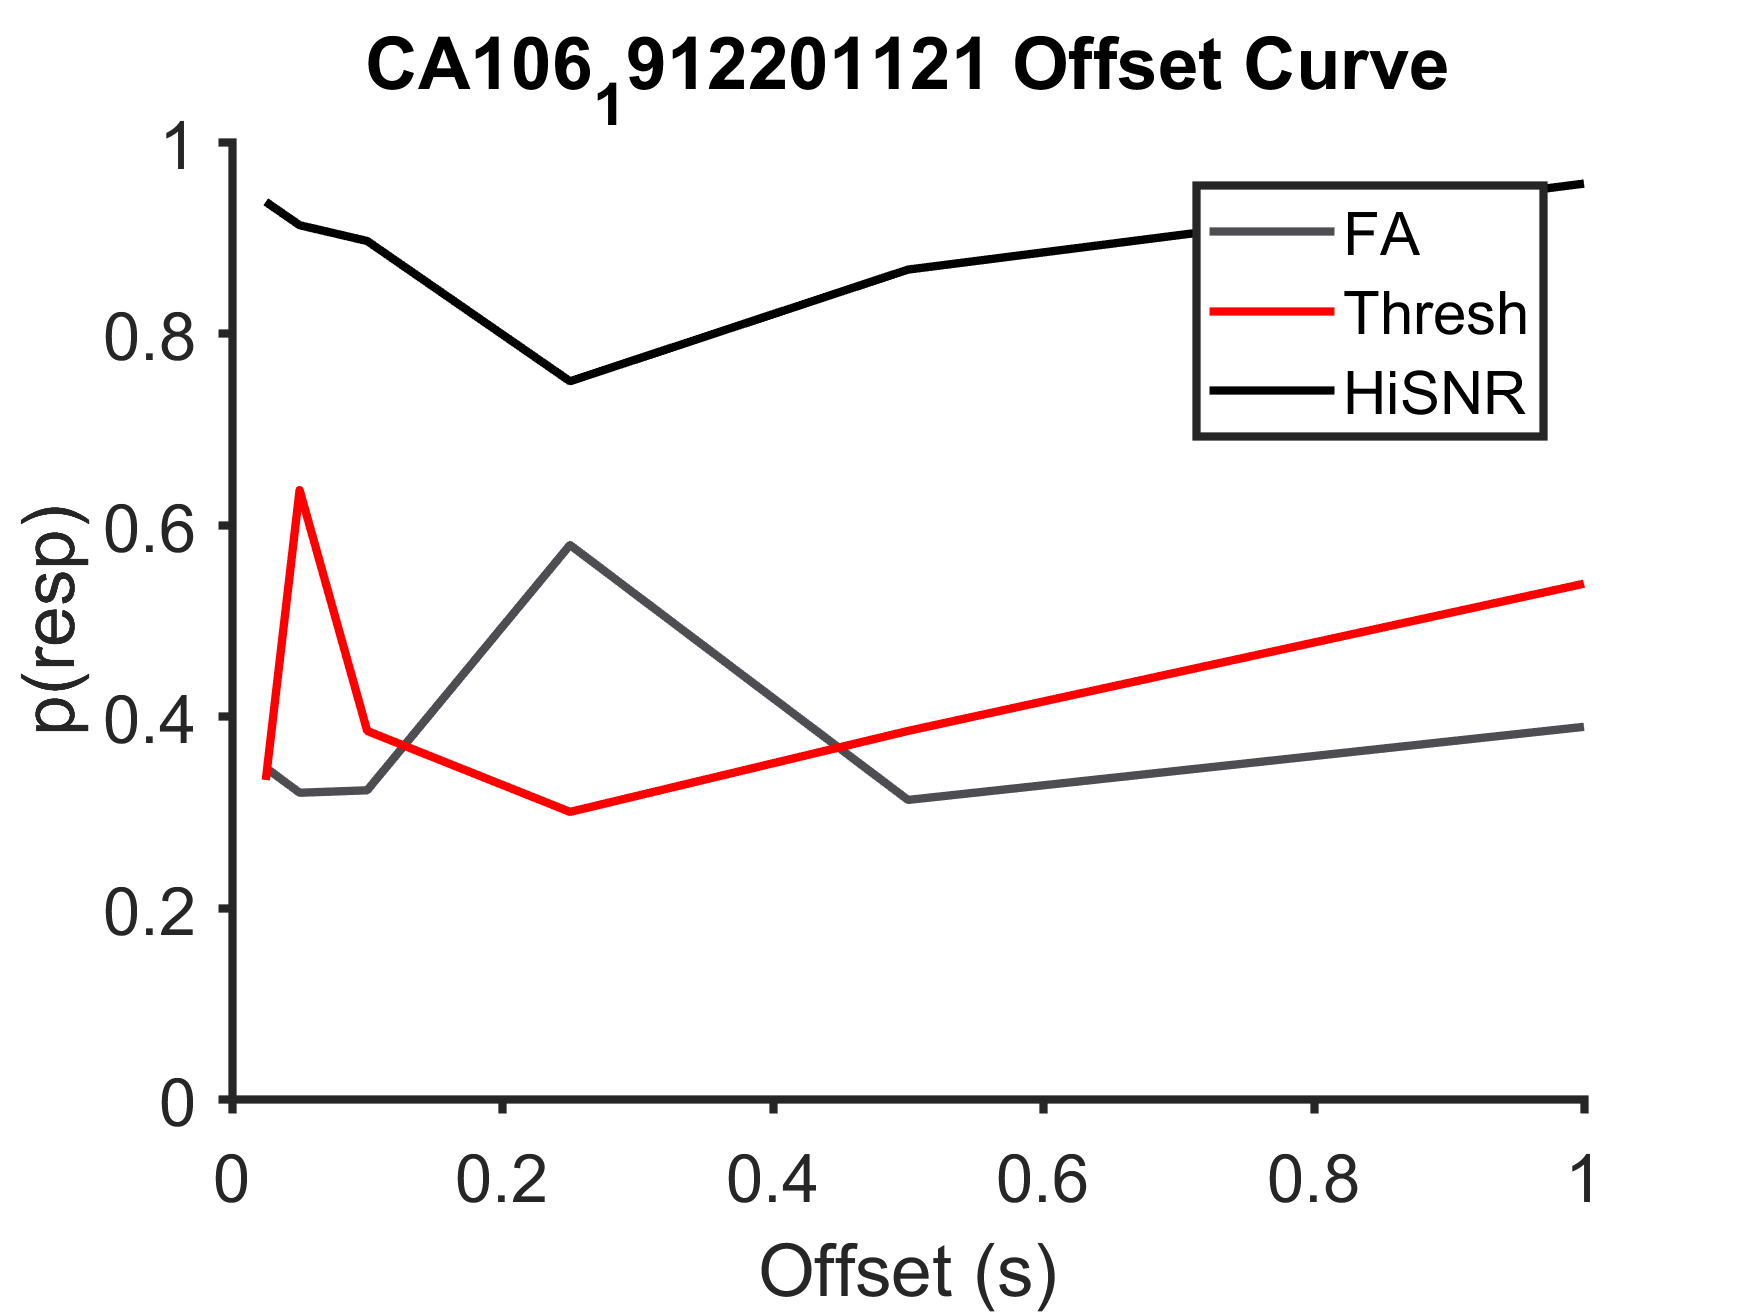 CA106₁912201121 Offset Curve
1
0.8
0.6
0.4
0.2
0
p(resp)
FA
Thresh
HiSNR
0 0.2 0.4 0.6 0.8 1
Offset (s)